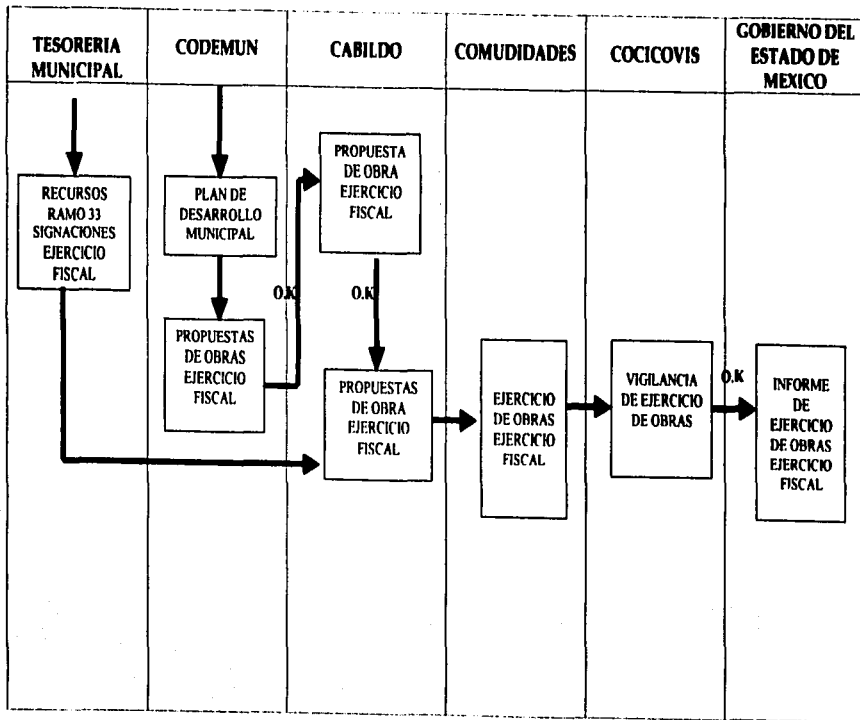 TESORERIA
MUNICIPAL
CODEMUN
CABILDO
COMUDIDADES
COCICOVIS
GOBIERNO DEL
ESTADO DE
MEXICO
RECURSOS
RAMO 33
SIGNACIONES
EJERCICIO
FISCAL
PLAN DE
DESARROLLO
MUNICIPAL
PROPUESTAS
DE OBRAS
EJERCICIO
FISCAL
O.K
PROPUESTA
DE OBRA
EJERCICIO
FISCAL
O.K
PROPUESTAS
DE OBRA
EJERCICIO
FISCAL
EJERCICIO
DE OBRAS
EJERCICIO
FISCAL
VIGILANCIA
DE EJERCICIO
DE OBRAS
O.K
INFORME
DE
EJERCICIO
DE OBRAS
EJERCICIO
FISCAL